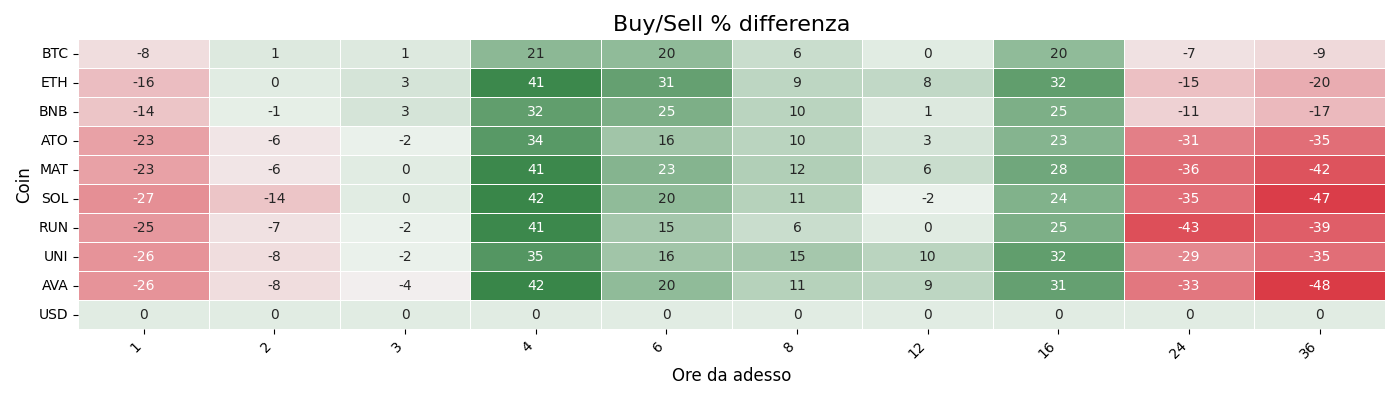 Buy/Sell % differenza
Coin
BTC -8 1 1 21 20 6 0 20 -7 -9
ETH -16 0 3 41 31 9 8 32 -15 -20
BNB -14 -1 3 32 25 10 1 25 -11 -17
ATO -23 -6 -2 34 16 10 3 23 -31 -35
MAT -23 -6 0 41 23 12 6 28 -36 -42
SOL -27 -14 0 42 20 11 -2 24 -35 -47
RUN -25 -7 -2 41 15 6 0 25 -43 -39
UNI -26 -8 -2 35 16 15 10 32 -29 -35
AVA -26 -8 -4 42 20 11 9 31 -33 -48
USD 0 0 0 0 0 0 0 0 0 0
1 2 3 4 6 8 12 16 24 36
Ore da adesso